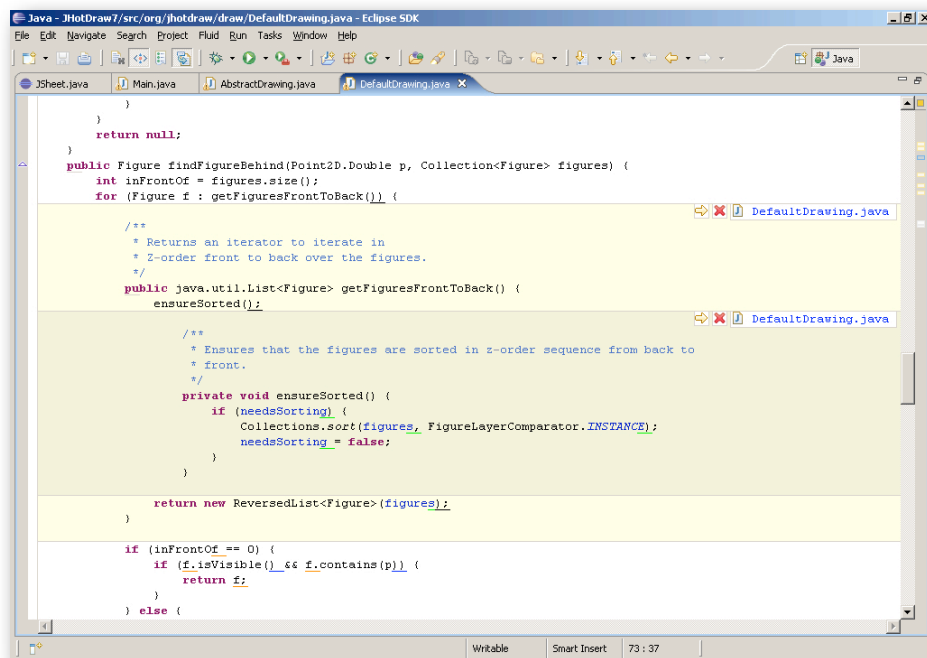 Java - JHotDraw7/src/org/jhotdraw/draw/DefaultDrawing.java - Eclipse SDK
File Edit Navigate Search Project Fluid Run Tasks Window Help
Java
JSheet.java Main.java AbstractDrawing.java DefaultDrawing.java
}
}
return null;
}
public Figure findFigureBehind(Point2D.Double p, Collection<Figure> figures) {
int inFrontOf = figures.size();
for (Figure f : getFiguresFrontToBack()) {
DefaultDrawing.java
/**
* Returns an iterator to iterate in
* Z-order front to back over the figures.
*/
public java.util.List<Figure> getFiguresFrontToBack() {
ensureSorted();
DefaultDrawing.java
/**
* Ensures that the figures are sorted in z-order sequence from back to
* front.
*/
private void ensureSorted() {
if (needsSorting) {
Collections.sort(figures, FigureLayerComparator.INSTANCE);
needsSorting = false;
}
}
return new ReversedList<Figure>(figures);
}
if (inFrontOf == 0) {
if (f.isVisible() && f.contains(p)) {
return f;
}
} else {
Writable Smart Insert 73 : 37